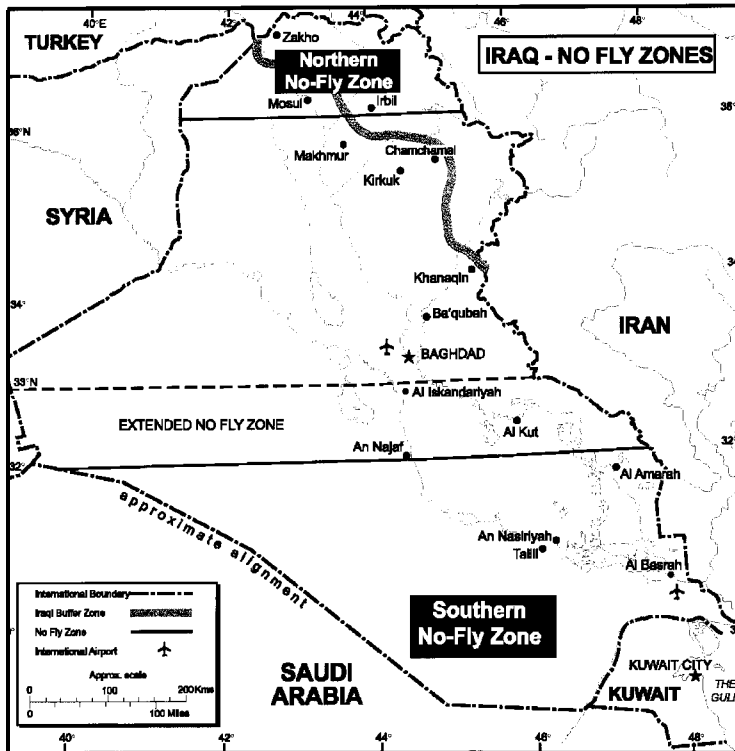 40°E
42
44
46
48
TURKEY
Zakho
Northern
No-Fly Zone
IRAQ - NO FLY ZONES
Mosul
Irbil
36°N
Makhmur
Chamchamal
Kirkuk
SYRIA
Khanaqin
34
34°
Ba'qubah
IRAN
BAGHDAD
33°N
Al Iskandariyah
EXTENDED NO FLY ZONE
Al Kut
An Najaf
32°
32°
Al Amarah
approximate alignment
An Nasiriyah
Talill
Al Basrah
International Boundary
Iraqi Buffer Zone
No Fly Zone
International Airport
Approx. scale
0 100 200 Kms
0 100 Miles
Southern
No-Fly Zone
SAUDI
ARABIA
KUWAIT CITY
KUWAIT
THE
GULF
40°
42
44
46
48